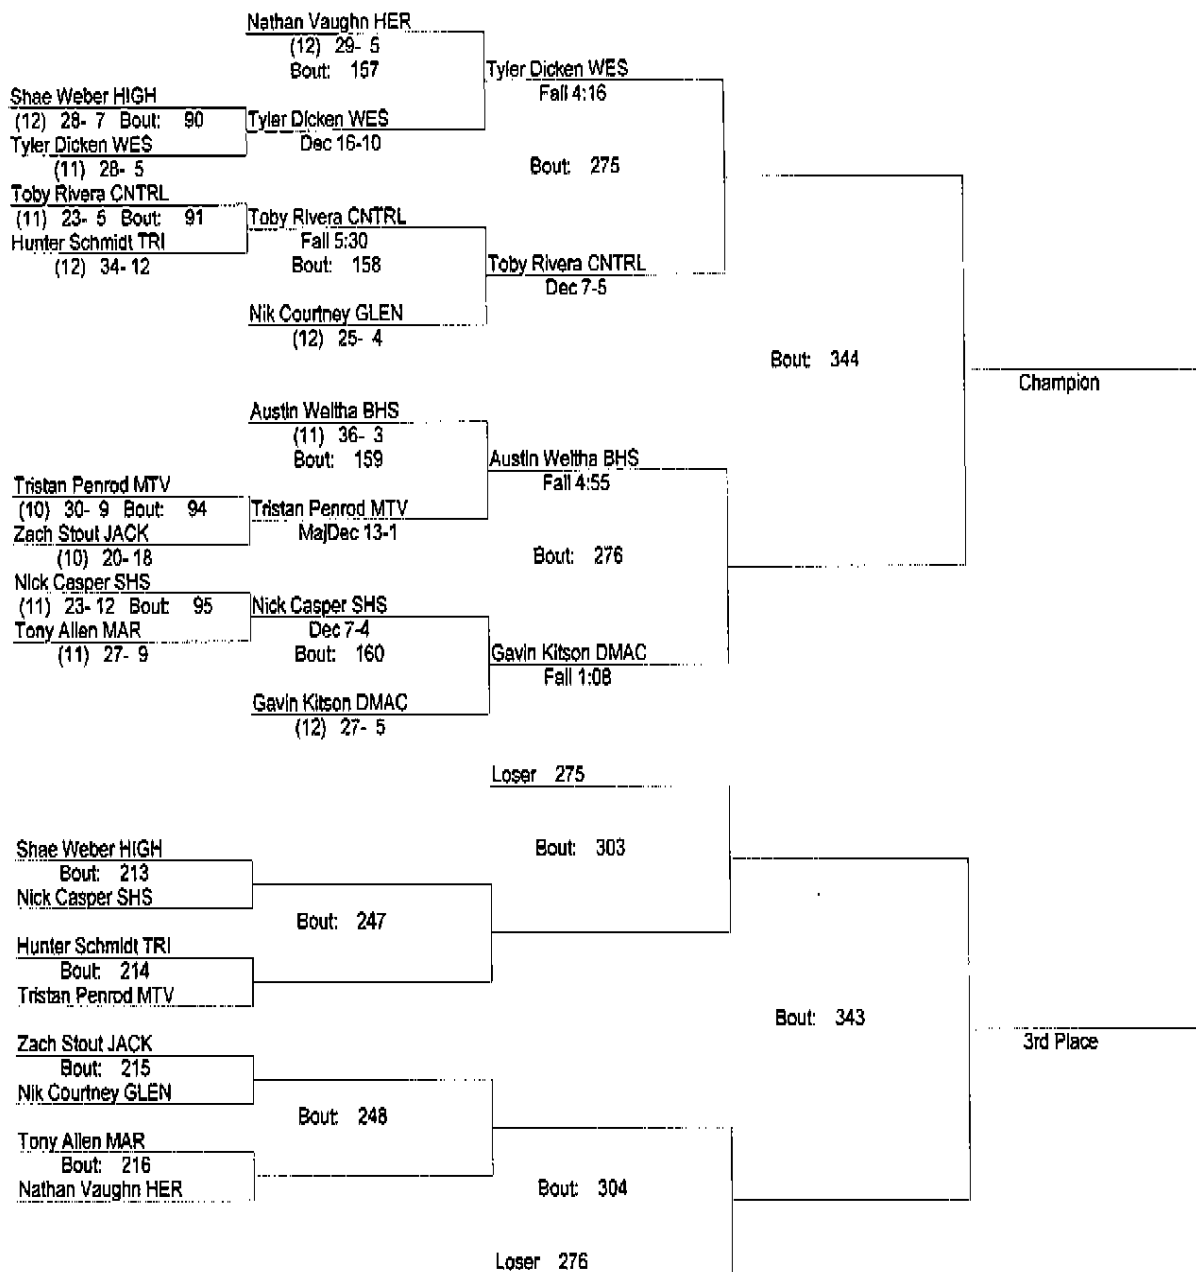 Nathan Vaughn HER
(12) 29- 5
Bout: 157
Tyler Dicken WES
Fall 4:16
Shae Weber HIGH
(12) 28- 7 Bout: 90
Tyler Dicken WES
Dec 16-10
Tyler Dicken WES
(11) 28- 5
Bout: 275
Toby Rivera CNTRL
(11) 23- 5 Bout: 91
Toby Rivera CNTRL
Fall 5:30
Hunter Schmidt TRI
(12) 34-12
Bout: 158
Toby Rivera CNTRL
Dec 7-5
Nik Courtney GLEN
(12) 25- 4
Bout: 344
Champion
Austin Weltha BHS
(11) 36- 3
Bout: 159
Austin Weltha BHS
Fall 4:55
Tristan Penrod MTV
(10) 30- 9 Bout: 94
Tristan Penrod MTV
MajDec 13-1
Zach Stout JACK
(10) 20-18
Bout: 276
Nick Casper SHS
(11) 23-12 Bout: 95
Nick Casper SHS
Dec 7-4
Tony Allen MAR
(11) 27- 9
Bout: 160
Gavin Kitson DMAC
Fall 1:08
Gavin Kitson DMAC
(12) 27- 5
Loser 275
Shae Weber HIGH
Bout: 213
Nick Casper SHS
Bout: 303
Bout: 247
Hunter Schmidt TRI
Bout: 214
Tristan Penrod MTV
Bout: 343
3rd Place
Zach Stout JACK
Bout: 215
Nik Courtney GLEN
Bout: 248
Tony Allen MAR
Bout: 216
Nathan Vaughn HER
Bout: 304
Loser 276